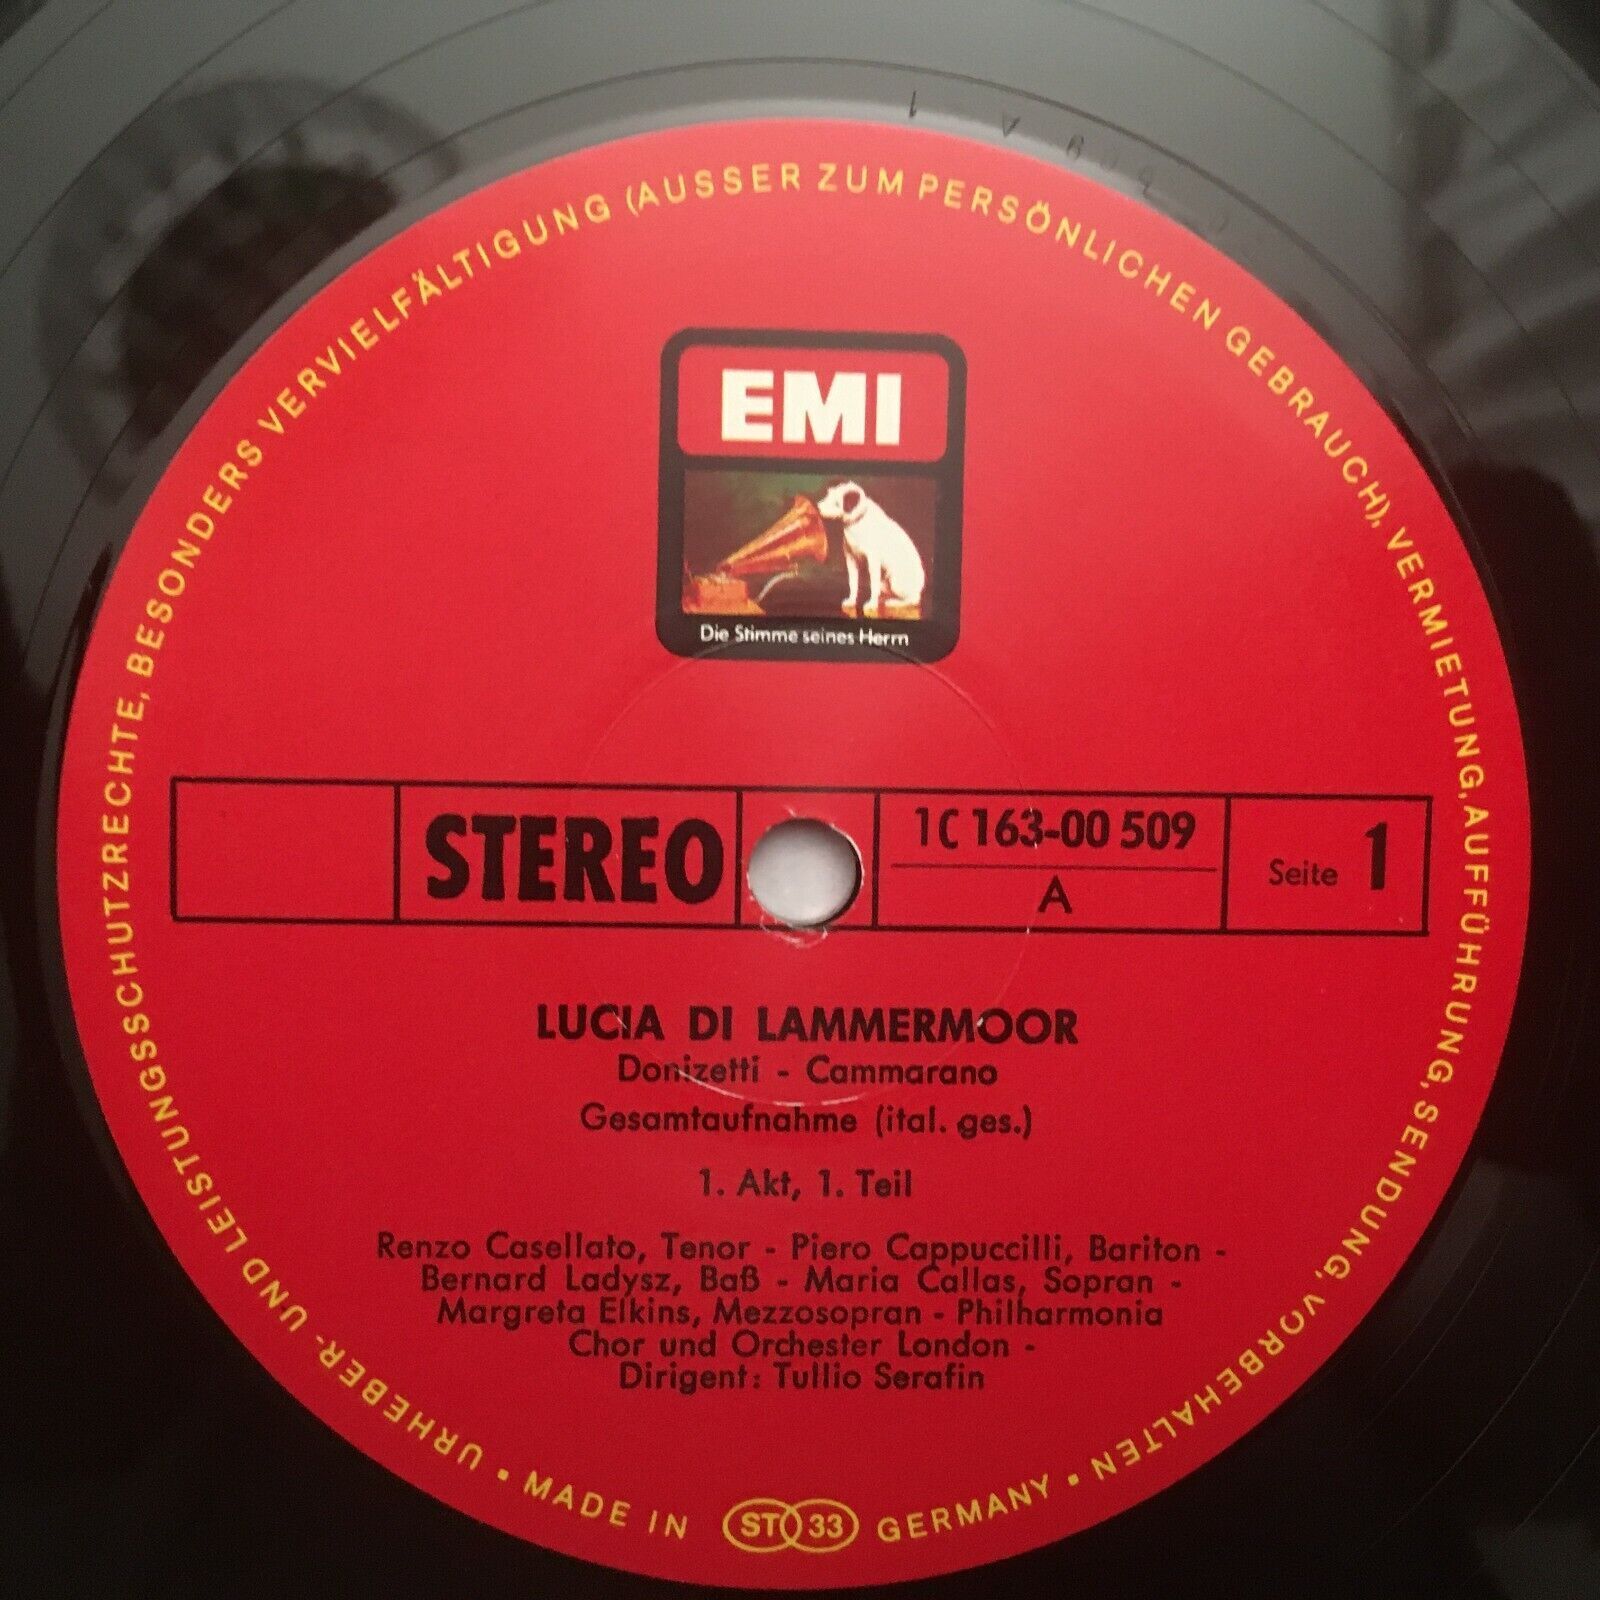 EMI
Die Stimme seines Herrn
STEREO
1C 163-00 509
A
Seite 1
LUCIA DI LAMMERMOOR
Donizetti - Cammarano
Gesamtaufnahme (ital. ges.)
1. Akt, 1. Teil
Renzo Casellato, Tenor - Piero Cappuccilli, Bariton -
Bernard Ladysz, Baß - Maria Callas, Sopran -
Margreta Elkins, Mezzosopran - Philharmonia
Chor und Orchester London -
Dirigent: Tullio Serafin
URHEBER- UND LEISTUNGSSCHUTZRECHTE, BESONDERS VERVIELFÄLTIGUNG (AUSSER ZUM PERSÖNLICHEN GEBRAUCH), VERMIETUNG, AUFFÜHRUNG, SENDUNG, VORBEHALTEN
• MADE IN ST 33 GERMANY •